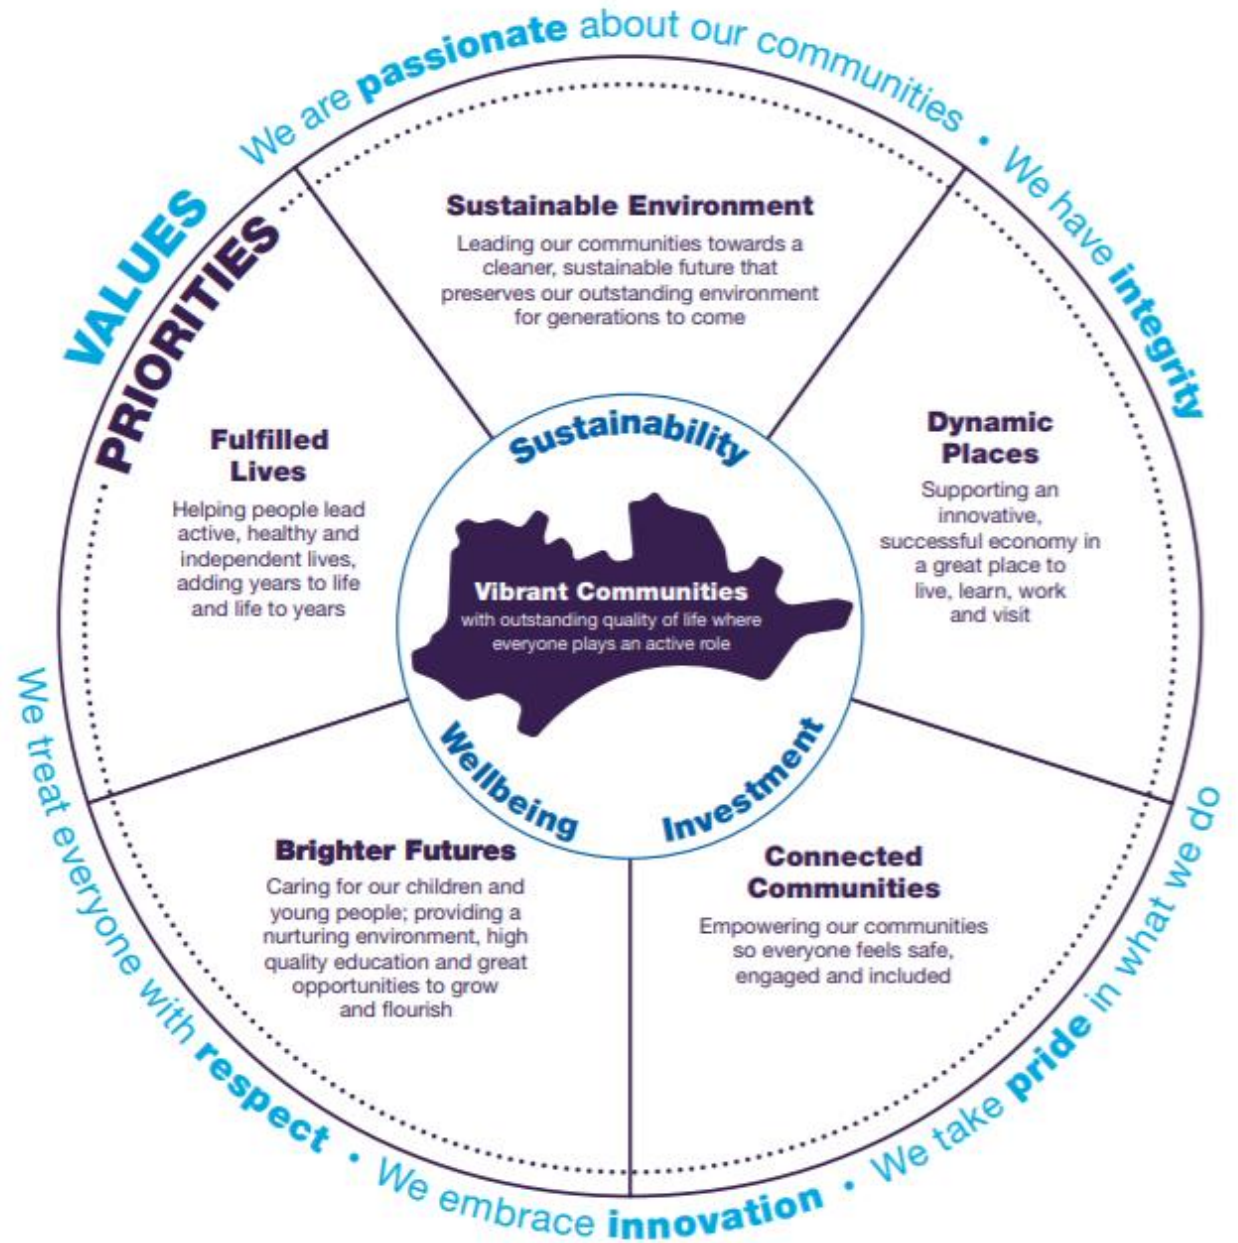 VALUES
We are passionate about our communities • We have integrity
We take pride in what we do
We treat everyone with respect • We embrace innovation •
PRIORITIES
Sustainable Environment
Leading our communities towards a
cleaner, sustainable future that
preserves our outstanding environment
for generations to come
Dynamic
Places
Supporting an
innovative,
successful economy in
a great place to
live, learn, work
and visit
Connected
Communities
Empowering our communities
so everyone feels safe,
engaged and included
Brighter Futures
Caring for our children and
young people; providing a
nurturing environment, high
quality education and great
opportunities to grow
and flourish
Fulfilled
Lives
Helping people lead
active, healthy and
independent lives,
adding years to life
and life to years
Sustainability
Vibrant Communities
with outstanding quality of life where
everyone plays an active role
Wellbeing
Investment